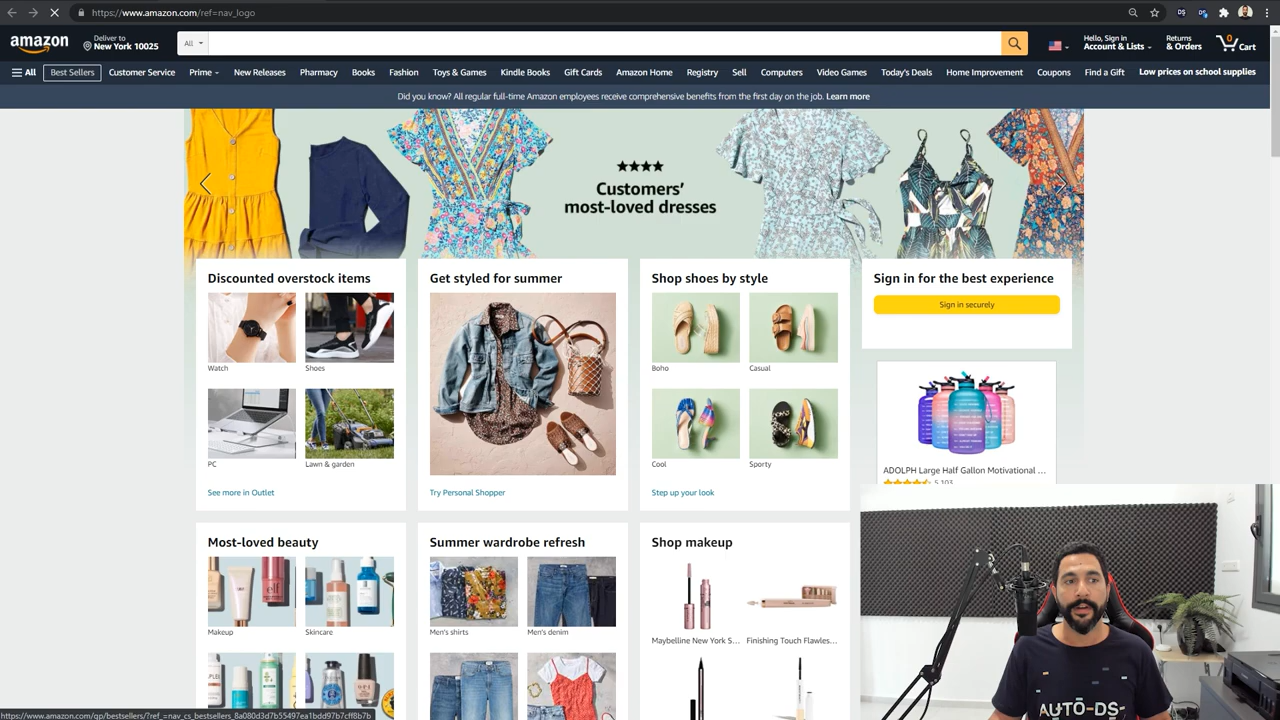 https://www.amazon.com/ref=nav_logo
amazon
Deliver to
New York 10025
All
Hello, Sign in
Account & Lists
Returns
& Orders
0
Cart
All
Best Sellers
Customer Service
Prime
New Releases
Pharmacy
Books
Fashion
Toys & Games
Kindle Books
Gift Cards
Amazon Home
Registry
Sell
Computers
Video Games
Today's Deals
Home Improvement
Coupons
Find a Gift
Low prices on school supplies
Did you know? All regular full-time Amazon employees receive comprehensive benefits from the first day on the job. Learn more
Customers'
most-loved dresses
Discounted overstock items
Watch
Shoes
PC
Lawn & garden
See more in Outlet
Get styled for summer
Try Personal Shopper
Shop shoes by style
Boho
Casual
Cool
Sporty
Step up your look
Sign in for the best experience
Sign in securely
ADOLPH Large Half Gallon Motivational ...
5,103
Most-loved beauty
Makeup
Skincare
Summer wardrobe refresh
Men's shirts
Men's denim
Shop makeup
Maybelline New York S...
Finishing Touch Flawles...
AUTO-DS
https://www.amazon.com/gp/bestsellers/?ref_=nav_cs_bestsellers_8a080d3d7b55497ea1bdd97b7cff8b7b